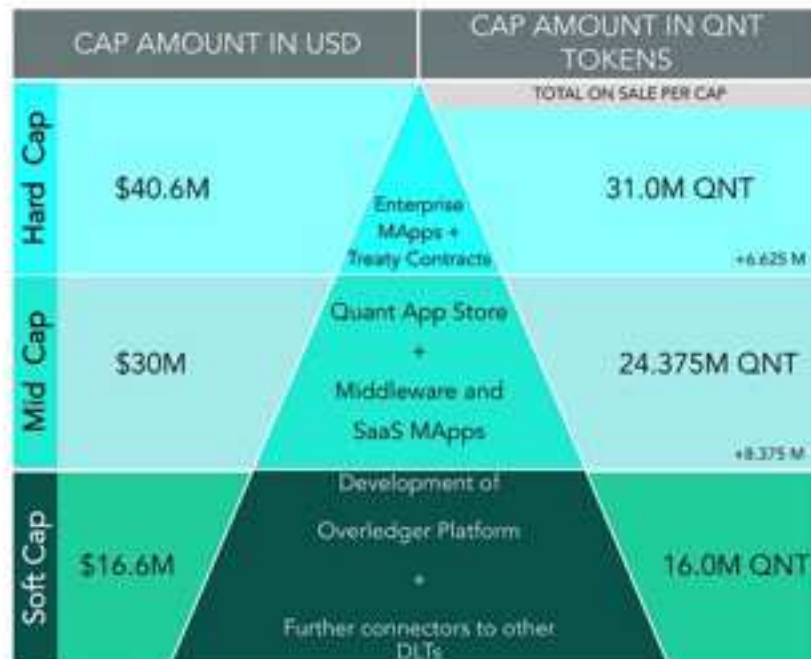 CAP AMOUNT IN USD
CAP AMOUNT IN QNT
TOKENS
TOTAL ON SALE PER CAP
Hard Cap
$40.6M
Enterprise
MApps +
Treaty Contracts
31.0M QNT
+6.625 M
Mid Cap
$30M
Quant App Store
+
Middleware and
SaaS MApps
24.375M QNT
+8.375 M
Soft Cap
$16.6M
Development of
Overledger Platform
+
Further connectors to other
DLTs
16.0M QNT